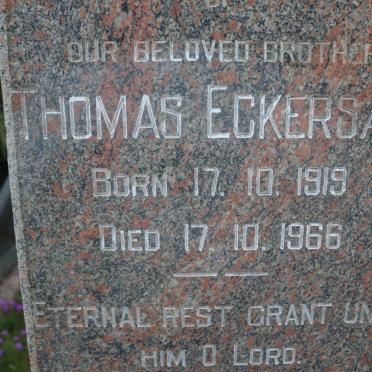 OUR BELOVED BROTHER
THOMAS ECKERSA
BORN 17. 10. 1919
DIED 17. 10. 1966
ETERNAL REST GRANT UN
HIM O LORD.